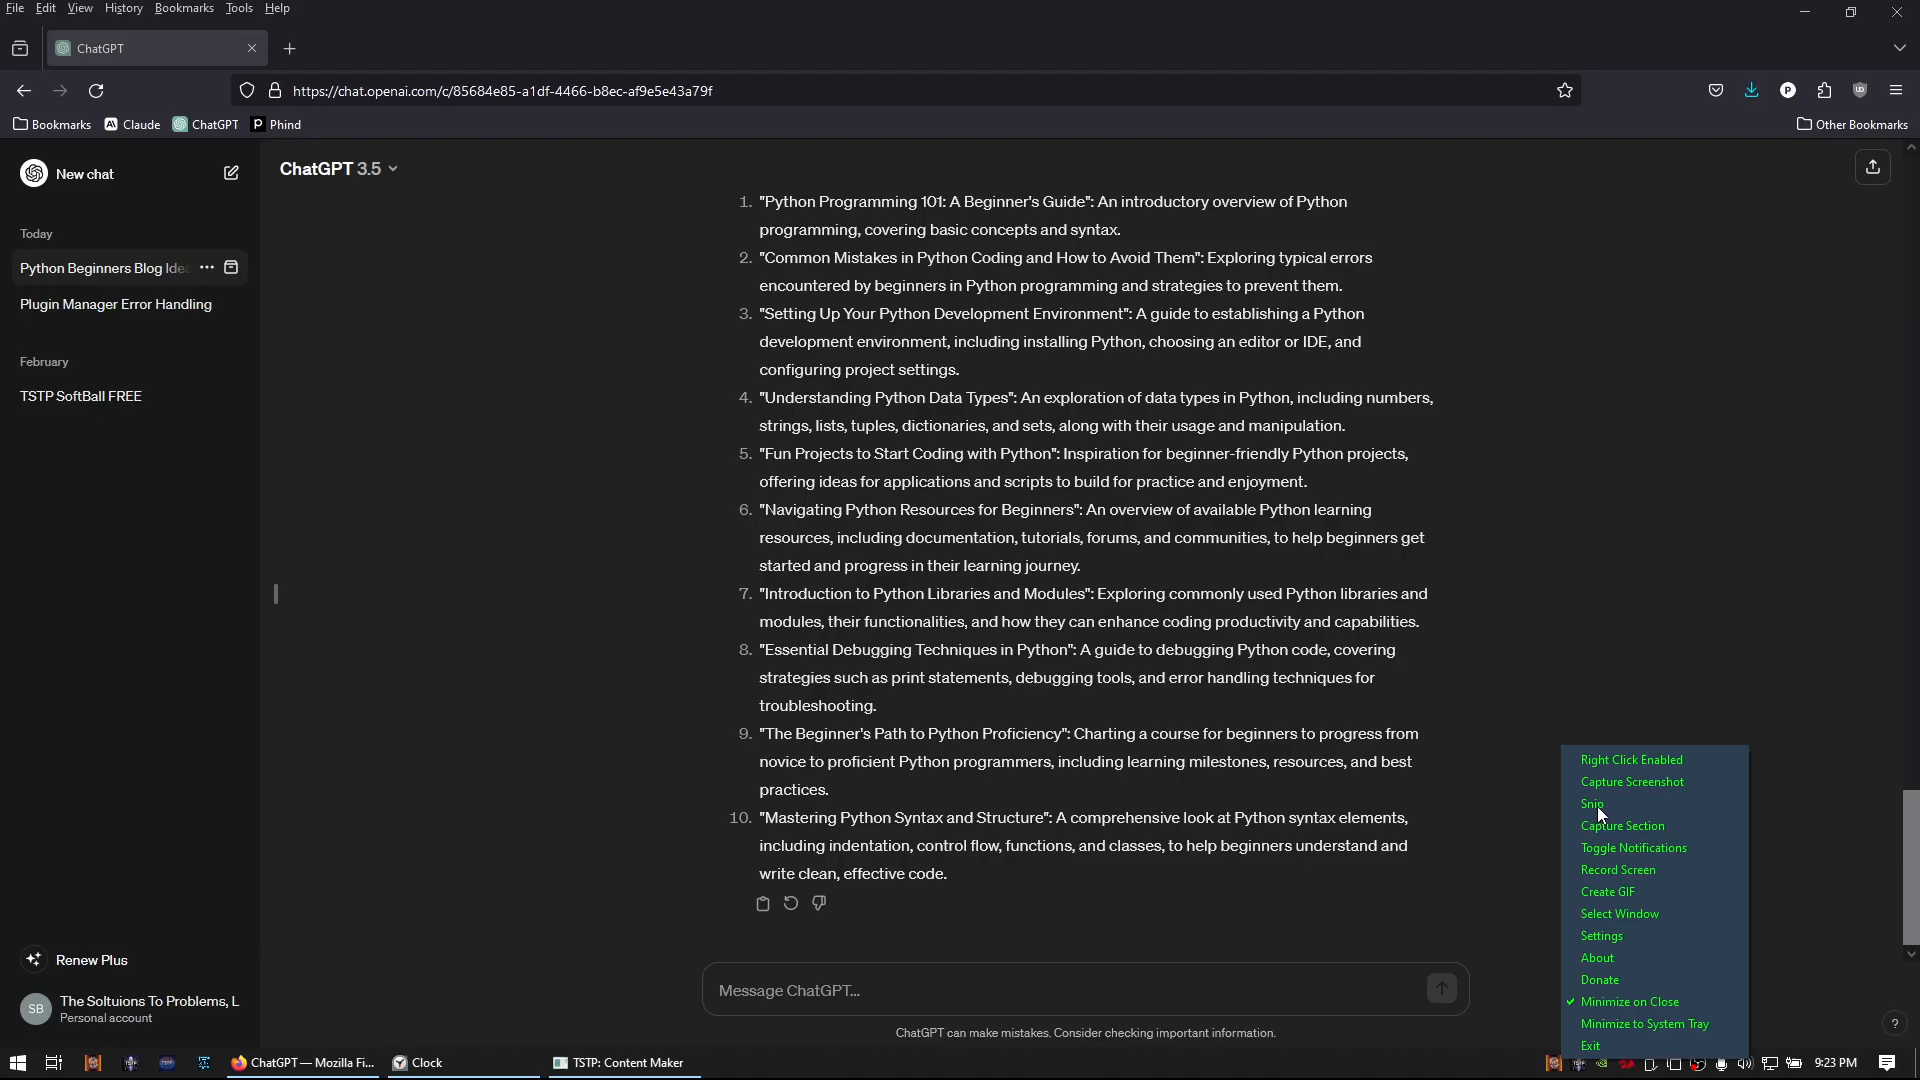 File Edit View History Bookmarks Tools Help
ChatGPT
https://chat.openai.com/c/85684e85-a1df-4466-b8ec-af9e5e43a79f
Bookmarks Claude ChatGPT Phind Other Bookmarks
New chat
ChatGPT 3.5
Today
Python Beginners Blog Ide
Plugin Manager Error Handling
February
TSTP SoftBall FREE
1. "Python Programming 101: A Beginner's Guide": An introductory overview of Python
programming, covering basic concepts and syntax.
2. "Common Mistakes in Python Coding and How to Avoid Them": Exploring typical errors
encountered by beginners in Python programming and strategies to prevent them.
3. "Setting Up Your Python Development Environment": A guide to establishing a Python
development environment, including installing Python, choosing an editor or IDE, and
configuring project settings.
4. "Understanding Python Data Types": An exploration of data types in Python, including numbers,
strings, lists, tuples, dictionaries, and sets, along with their usage and manipulation.
5. "Fun Projects to Start Coding with Python": Inspiration for beginner-friendly Python projects,
offering ideas for applications and scripts to build for practice and enjoyment.
6. "Navigating Python Resources for Beginners": An overview of available Python learning
resources, including documentation, tutorials, forums, and communities, to help beginners get
started and progress in their learning journey.
7. "Introduction to Python Libraries and Modules": Exploring commonly used Python libraries and
modules, their functionalities, and how they can enhance coding productivity and capabilities.
8. "Essential Debugging Techniques in Python": A guide to debugging Python code, covering
strategies such as print statements, debugging tools, and error handling techniques for
troubleshooting.
9. "The Beginner's Path to Python Proficiency": Charting a course for beginners to progress from
novice to proficient Python programmers, including learning milestones, resources, and best
practices.
10. "Mastering Python Syntax and Structure": A comprehensive look at Python syntax elements,
including indentation, control flow, functions, and classes, to help beginners understand and
write clean, effective code.
Message ChatGPT...
ChatGPT can make mistakes. Consider checking important information.
?
Renew Plus
SB
The Soltuions To Problems, L
Personal account
Right Click Enabled
Capture Screenshot
Snip
Capture Section
Toggle Notifications
Record Screen
Create GIF
Select Window
Settings
About
Donate
Minimize on Close
Minimize to System Tray
Exit
ChatGPT — Mozilla Fi... Clock TSTP: Content Maker 9:23 PM